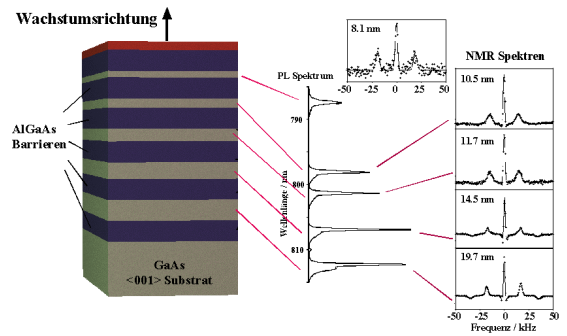 Wachstumsrichtung
8.1 nm
-50 -25 0 25 50
NMR Spektren
PL Spektrum
790
800
810
Wellenlänge / nm
AlGaAs
Barrieren
GaAs
<001> Substrat
10.5 nm
11.7 nm
14.5 nm
19.7 nm
-50 -25 0 25 50
Frequenz / kHz